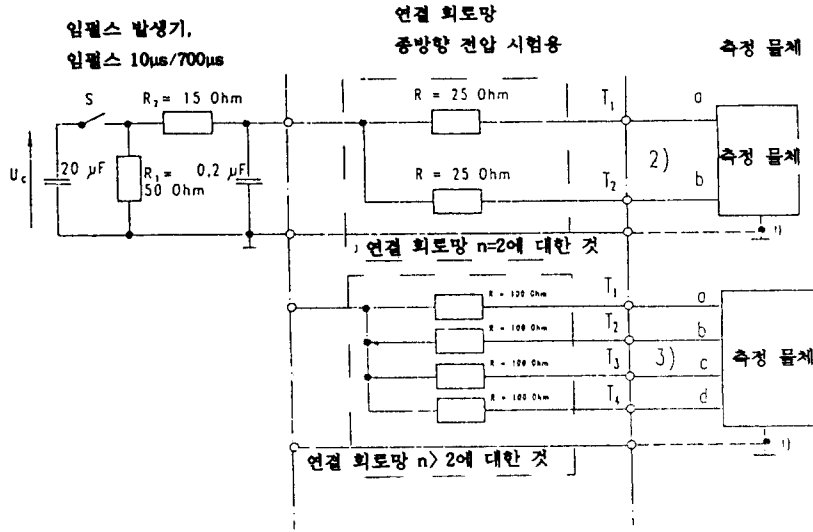 임펄스 발생기,
임펄스 10µs/700µs
연결 회로망
종방향 전압 시험용
측정 물체
S
R₂ = 15 Ohm
U_c
20 µF
R₁ =
50 Ohm
0,2 µF
R = 25 Ohm
T₁
a
R = 25 Ohm
T₂
2)
b
측정 물체
1)
연결 회로망 n=2에 대한 것
R = 100 Ohm
T₁
a
R = 100 Ohm
T₂
b
R = 100 Ohm
T₃
3)
c
R = 100 Ohm
T₄
d
측정 물체
1)
연결 회로망 n> 2에 대한 것